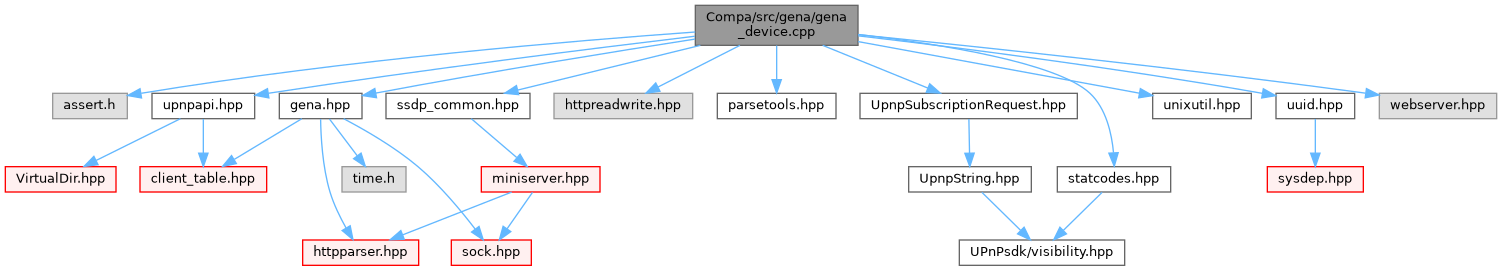 Compa/src/gena/gena
_device.cpp
assert.h
upnpapi.hpp
gena.hpp
ssdp_common.hpp
httpreadwrite.hpp
parsetools.hpp
UpnpSubscriptionRequest.hpp
unixutil.hpp
uuid.hpp
webserver.hpp
VirtualDir.hpp
client_table.hpp
time.h
miniserver.hpp
UpnpString.hpp
statcodes.hpp
sysdep.hpp
httpparser.hpp
sock.hpp
UPnPsdk/visibility.hpp